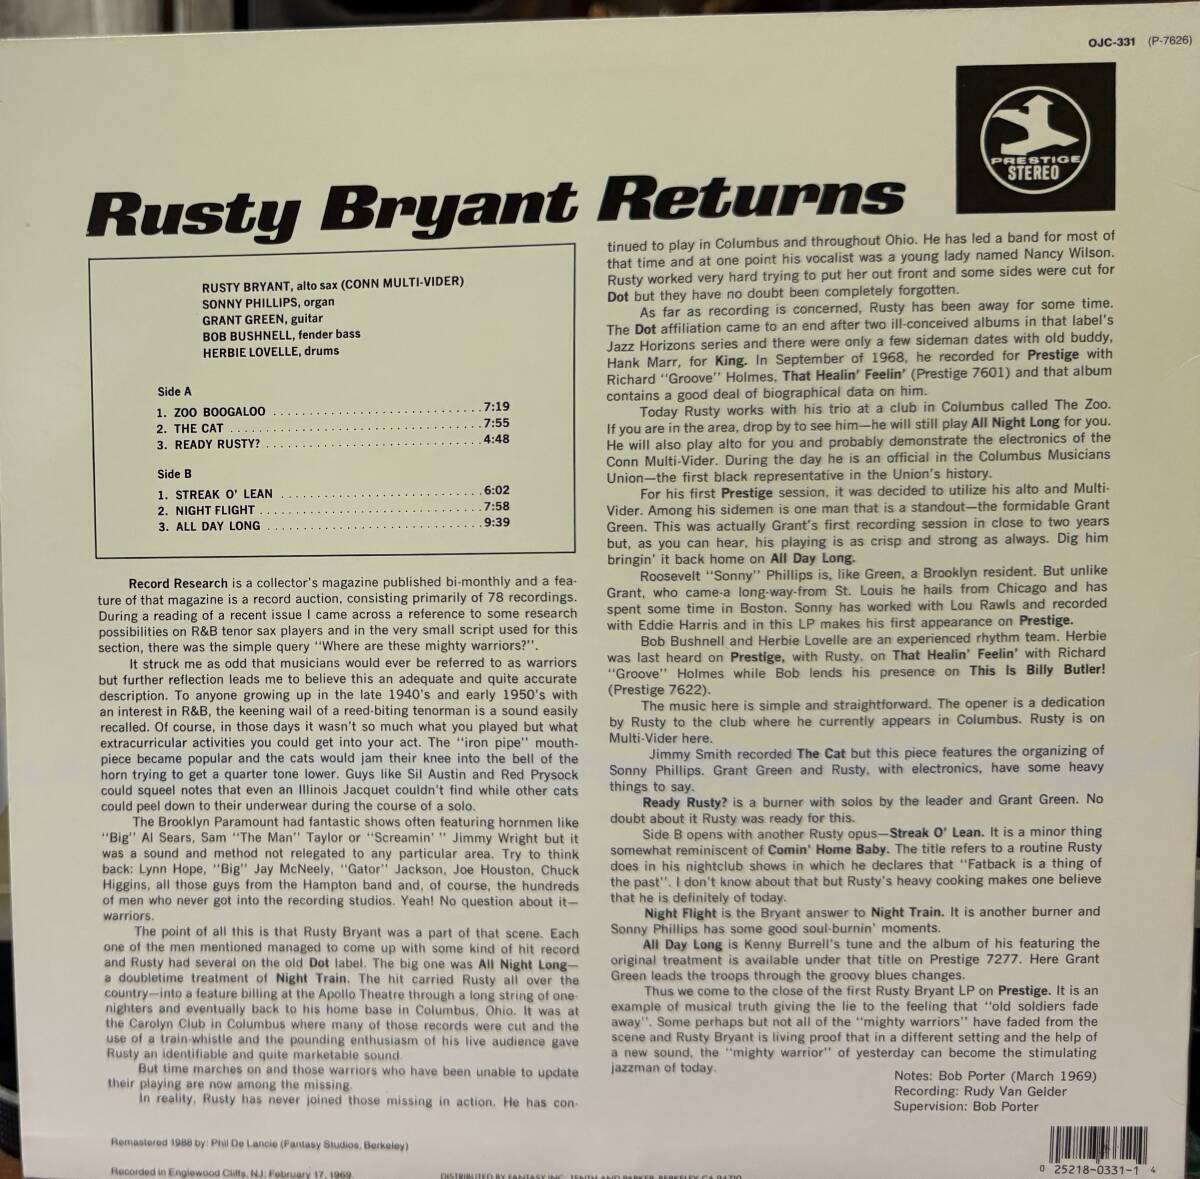 OJC-331 (P-7626)
PRESTIGE
STEREO
Rusty Bryant Returns
RUSTY BRYANT, alto sax (CONN MULTI-VIDER)
SONNY PHILLIPS, organ
GRANT GREEN, guitar
BOB BUSHNELL, fender bass
HERBIE LOVELLE, drums
Side A
1. ZOO BOOGALOO . . . . . . . . . . . . . . . . . . . . . . . . . . . 7:19
2. THE CAT . . . . . . . . . . . . . . . . . . . . . . . . . . . . . . . . 7:55
3. READY RUSTY? . . . . . . . . . . . . . . . . . . . . . . . . . . . 4:48
Side B
1. STREAK O' LEAN . . . . . . . . . . . . . . . . . . . . . . . . . . 6:02
2. NIGHT FLIGHT . . . . . . . . . . . . . . . . . . . . . . . . . . . . 7:58
3. ALL DAY LONG . . . . . . . . . . . . . . . . . . . . . . . . . . . 9:39
Record Research is a collector's magazine published bi-monthly and a fea-
ture of that magazine is a record auction, consisting primarily of 78 recordings.
During a reading of a recent issue I came across a reference to some research
possibilities on R&B tenor sax players and in the very small script used for this
section, there was the simple query "Where are these mighty warriors?".
It struck me as odd that musicians would ever be referred to as warriors
but further reflection leads me to believe this an adequate and quite accurate
description. To anyone growing up in the late 1940's and early 1950's with
an interest in R&B, the keening wail of a reed-biting tenorman is a sound easily
recalled. Of course, in those days it wasn't so much what you played but what
extracurricular activities you could get into your act. The "iron pipe" mouth-
piece became popular and the cats would jam their knee into the bell of the
horn trying to get a quarter tone lower. Guys like Sil Austin and Red Prysock
could squeel notes that even an Illinois Jacquet couldn't find while other cats
could peel down to their underwear during the course of a solo.
The Brooklyn Paramount had fantastic shows often featuring hornmen like
"Big" Al Sears, Sam "The Man" Taylor or "Screamin' " Jimmy Wright but it
was a sound and method not relegated to any particular area. Try to think
back: Lynn Hope, "Big" Jay McNeely, "Gator" Jackson, Joe Houston, Chuck
Higgins, all those guys from the Hampton band and, of course, the hundreds
of men who never got into the recording studios. Yeah! No question about it—
warriors.
The point of all this is that Rusty Bryant was a part of that scene. Each
one of the men mentioned managed to come up with some kind of hit record
and Rusty had several on the old Dot label. The big one was All Night Long—
a doubletime treatment of Night Train. The hit carried Rusty all over the
country—into a feature billing at the Apollo Theatre through a long string of one-
nighters and eventually back to his home base in Columbus, Ohio. It was at
the Carolyn Club in Columbus where many of those records were cut and the
use of a train-whistle and the pounding enthusiasm of his live audience gave
Rusty an identifiable and quite marketable sound.
But time marches on and those warriors who have been unable to update
their playing are now among the missing.
In reality, Rusty has never joined those missing in action. He has con-
tinued to play in Columbus and throughout Ohio. He has led a band for most of
that time and at one point his vocalist was a young lady named Nancy Wilson.
Rusty worked very hard trying to put her out front and some sides were cut for
Dot but they have no doubt been completely forgotten.
As far as recording is concerned, Rusty has been away for some time.
The Dot affiliation came to an end after two ill-conceived albums in that label's
Jazz Horizons series and there were only a few sideman dates with old buddy,
Hank Marr, for King. In September of 1968, he recorded for Prestige with
Richard "Groove" Holmes, That Healin' Feelin' (Prestige 7601) and that album
contains a good deal of biographical data on him.
Today Rusty works with his trio at a club in Columbus called The Zoo.
If you are in the area, drop by to see him—he will still play All Night Long for you.
He will also play alto for you and probably demonstrate the electronics of the
Conn Multi-Vider. During the day he is an official in the Columbus Musicians
Union—the first black representative in the Union's history.
For his first Prestige session, it was decided to utilize his alto and Multi-
Vider. Among his sidemen is one man that is a standout—the formidable Grant
Green. This was actually Grant's first recording session in close to two years
but, as you can hear, his playing is as crisp and strong as always. Dig him
bringin' it back home on All Day Long.
Roosevelt "Sonny" Phillips is, like Green, a Brooklyn resident. But unlike
Grant, who came-a long-way-from St. Louis he hails from Chicago and has
spent some time in Boston. Sonny has worked with Lou Rawls and recorded
with Eddie Harris and in this LP makes his first appearance on Prestige.
Bob Bushnell and Herbie Lovelle are an experienced rhythm team. Herbie
was last heard on Prestige, with Rusty, on That Healin' Feelin' with Richard
"Groove" Holmes while Bob lends his presence on This Is Billy Butler!
(Prestige 7622).
The music here is simple and straightforward. The opener is a dedication
by Rusty to the club where he currently appears in Columbus. Rusty is on
Multi-Vider here.
Jimmy Smith recorded The Cat but this piece features the organizing of
Sonny Phillips. Grant Green and Rusty, with electronics, have some heavy
things to say.
Ready Rusty? is a burner with solos by the leader and Grant Green. No
doubt about it Rusty was ready for this.
Side B opens with another Rusty opus—Streak O' Lean. It is a minor thing
somewhat reminiscent of Comin' Home Baby. The title refers to a routine Rusty
does in his nightclub shows in which he declares that "Fatback is a thing of
the past". I don't know about that but Rusty's heavy cooking makes one believe
that he is definitely of today.
Night Flight is the Bryant answer to Night Train. It is another burner and
Sonny Phillips has some good soul-burnin' moments.
All Day Long is Kenny Burrell's tune and the album of his featuring the
original treatment is available under that title on Prestige 7277. Here Grant
Green leads the troops through the groovy blues changes.
Thus we come to the close of the first Rusty Bryant LP on Prestige. It is an
example of musical truth giving the lie to the feeling that "old soldiers fade
away". Some perhaps but not all of the "mighty warriors" have faded from the
scene and Rusty Bryant is living proof that in a different setting and the help of
a new sound, the "mighty warrior" of yesterday can become the stimulating
jazzman of today.
Notes: Bob Porter (March 1969)
Recording: Rudy Van Gelder
Supervision: Bob Porter
Remastered 1988 by: Phil De Lancie (Fantasy Studios, Berkeley)
Recorded in Englewood Cliffs, NJ; February 17, 1969.
DISTRIBUTED BY FANTASY INC. TENTH AND PARKER, BERKELEY CA 94710
0 25218-0331-1 4